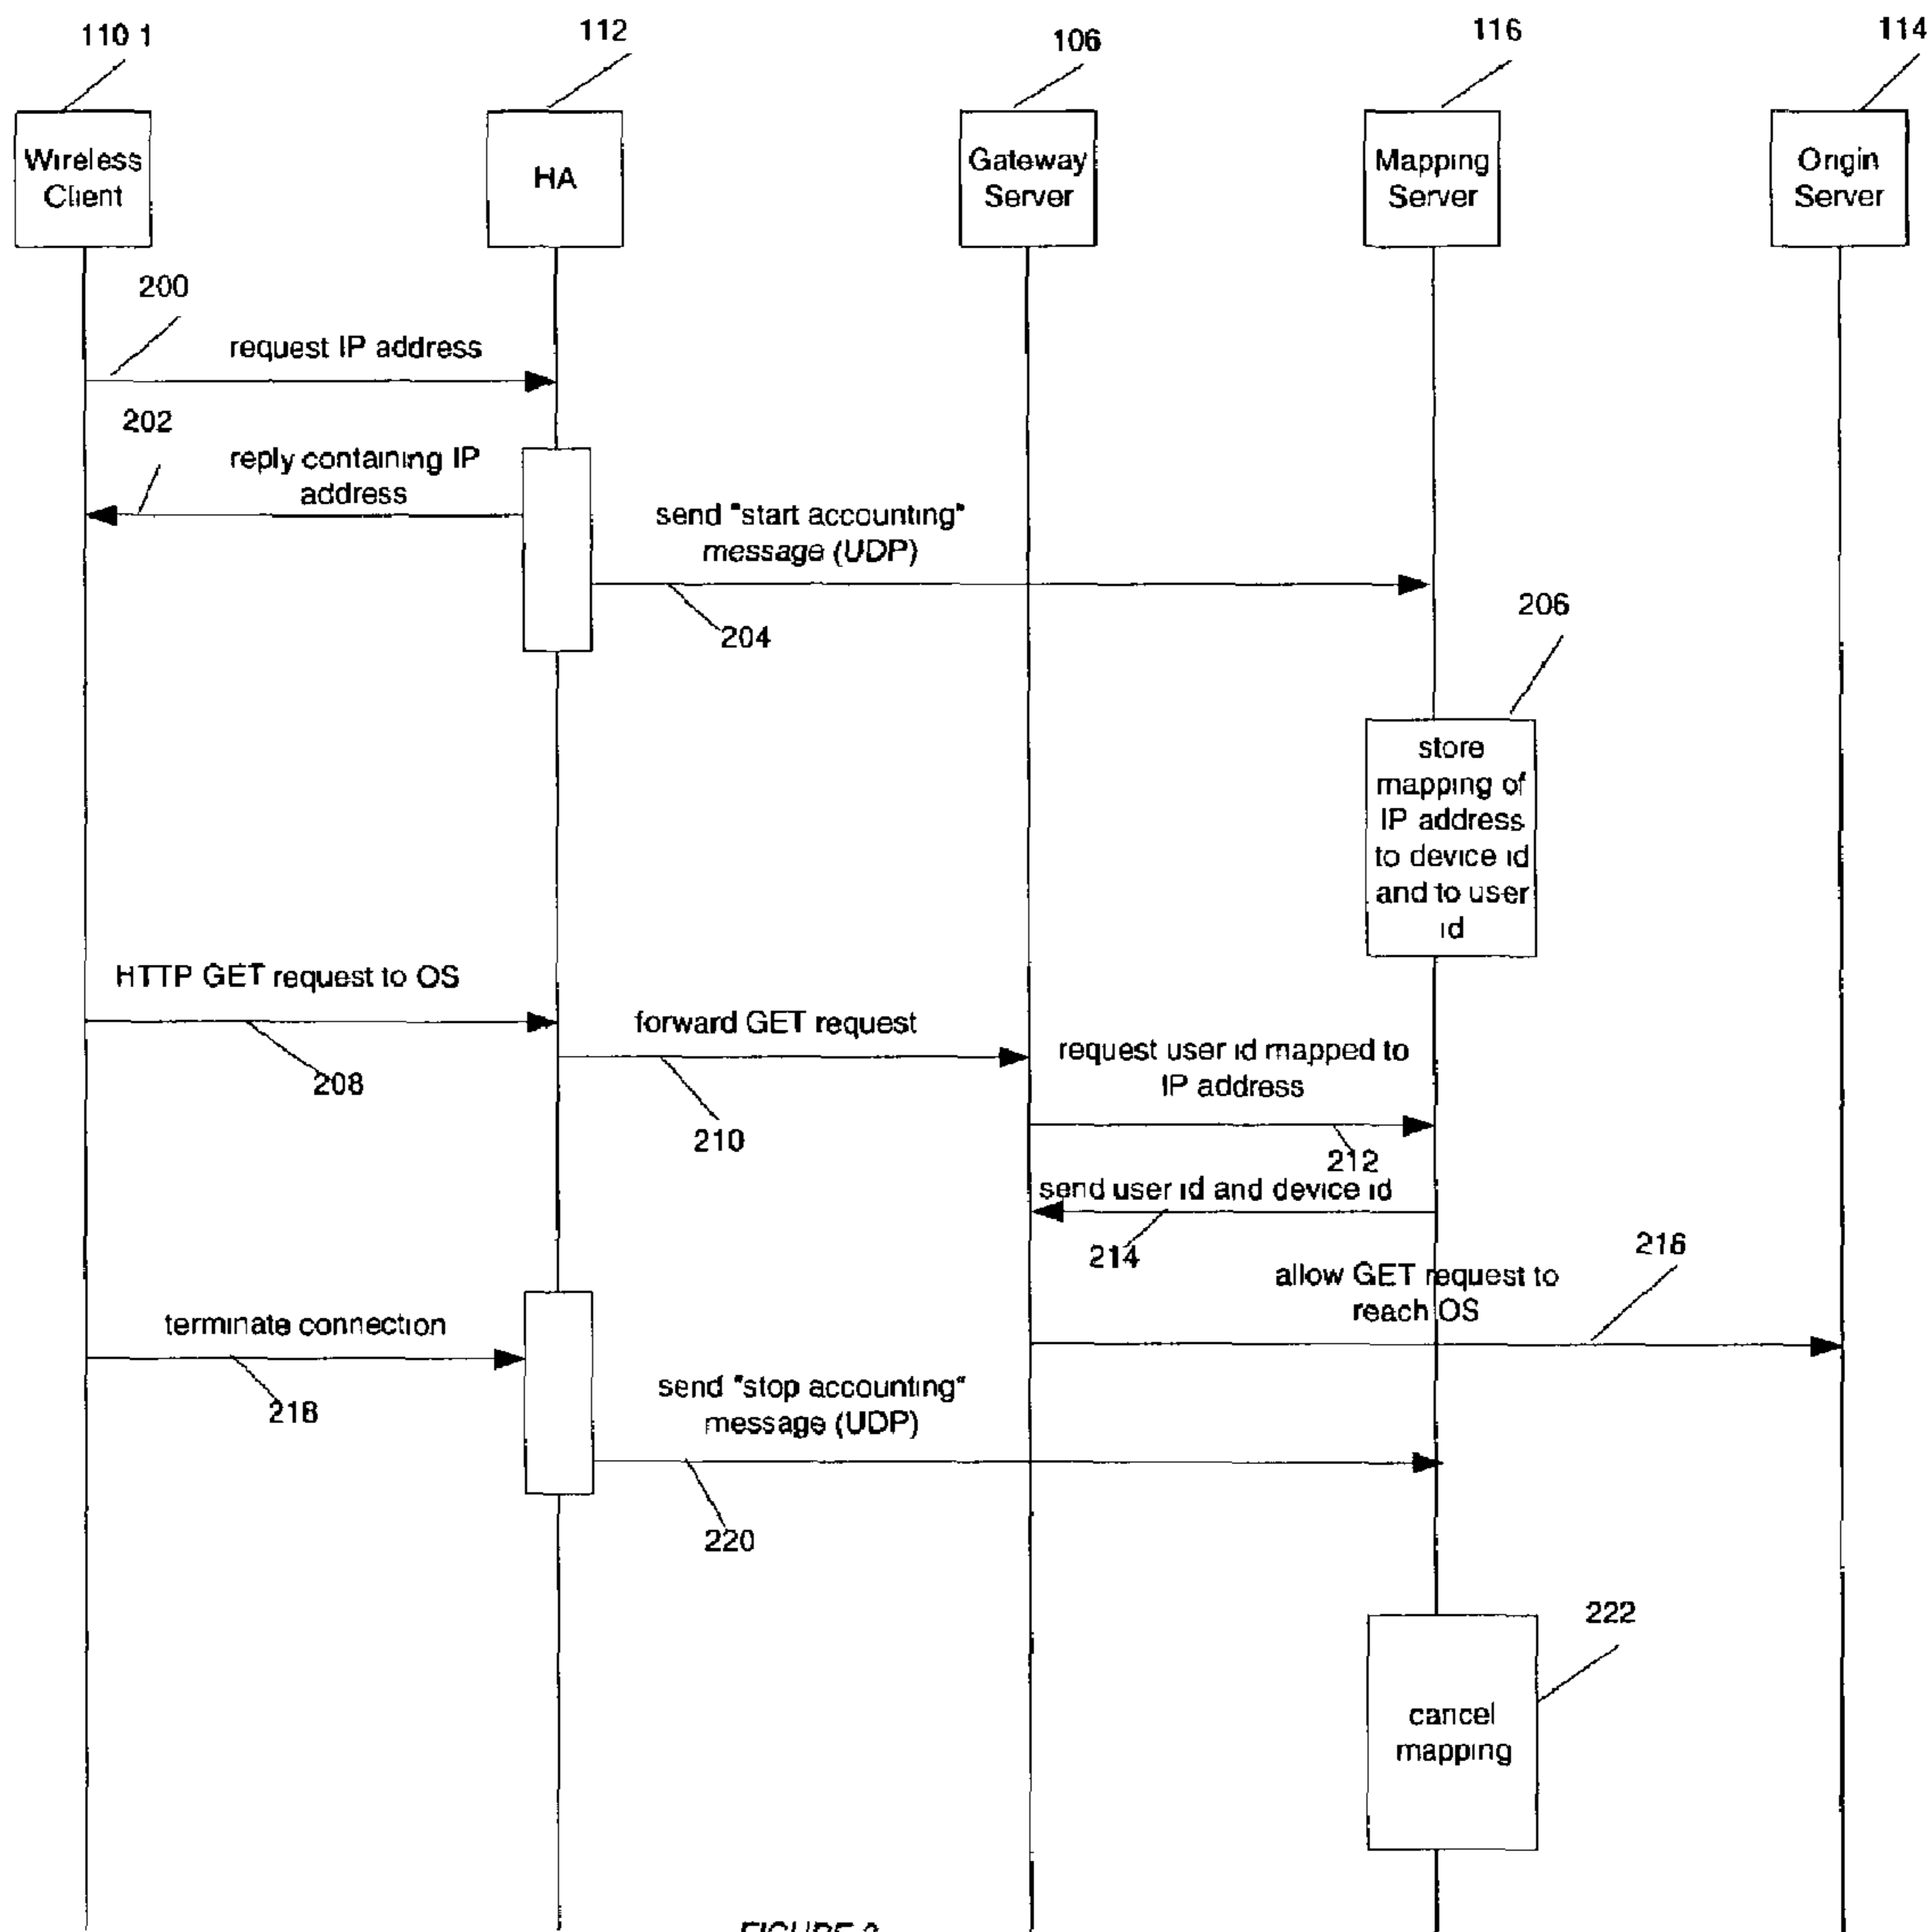 110 1
112
106
116
114
Wireless
Client
HA
Gateway
Server
Mapping
Server
Origin
Server
200
request IP address
202
reply containing IP
address
send "start accounting"
message (UDP)
204
206
store
mapping of
IP address
to device id
and to user
id
HTTP GET request to OS
208
forward GET request
210
request user id mapped to
IP address
212
send user id and device id
214
216
allow GET request to
reach OS
terminate connection
218
send "stop accounting"
message (UDP)
220
222
cancel
mapping